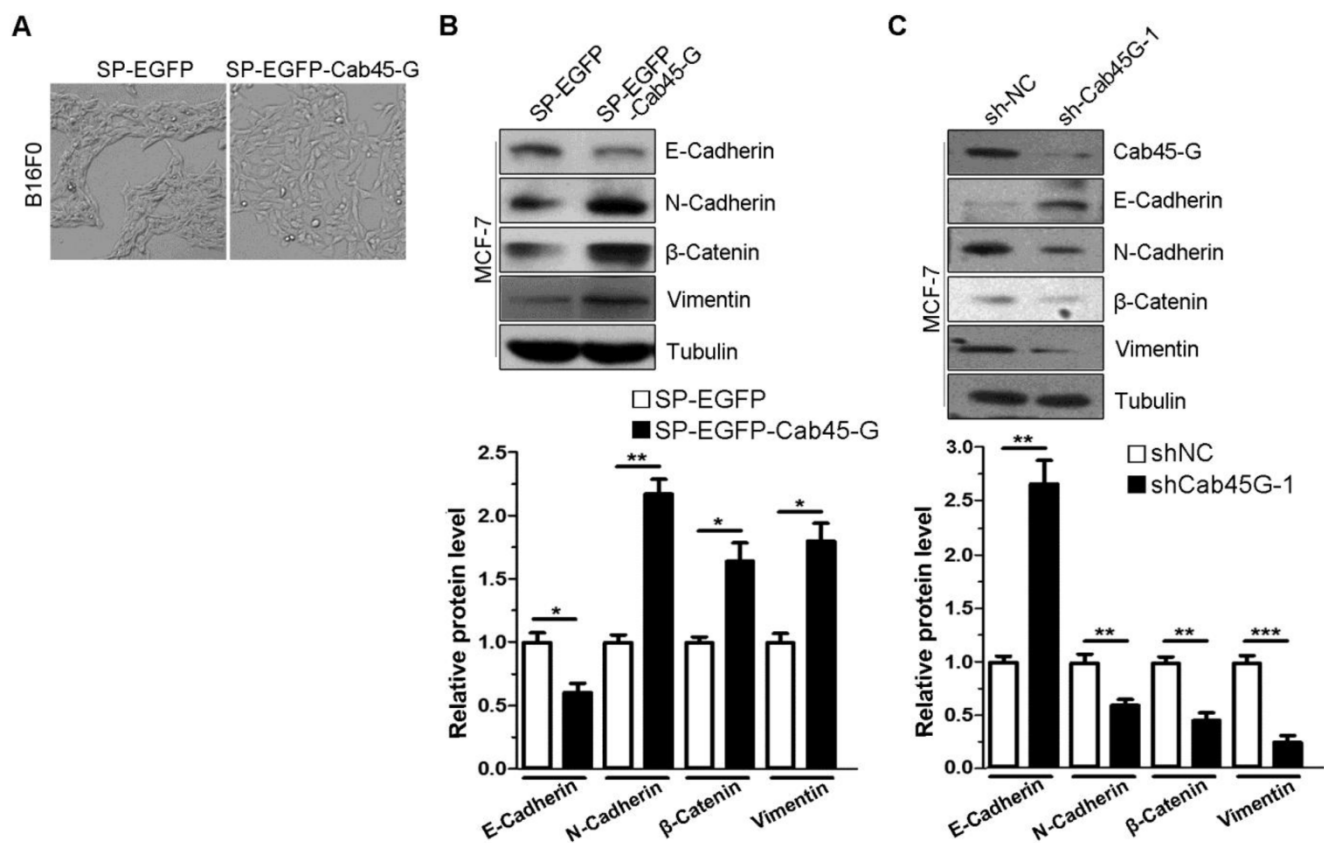 A
SP-EGFP SP-EGFP-Cab45-G
B16F0
B
SP-EGFP
SP-EGFP
-Cab45-G
MCF-7
E-Cadherin
N-Cadherin
β-Catenin
Vimentin
Tubulin
SP-EGFP
SP-EGFP-Cab45-G
Relative protein level
2.5
2.0
1.5
1.0
0.5
0.0
*
**
*
*
E-Cadherin
N-Cadherin
β-Catenin
Vimentin
C
sh-NC
sh-Cab45G-1
MCF-7
Cab45-G
E-Cadherin
N-Cadherin
β-Catenin
Vimentin
Tubulin
shNC
shCab45G-1
Relative protein level
3.0
2.5
2.0
1.5
1.0
0.5
0.0
**
**
**
***
E-Cadherin
N-Cadherin
β-Catenin
Vimentin